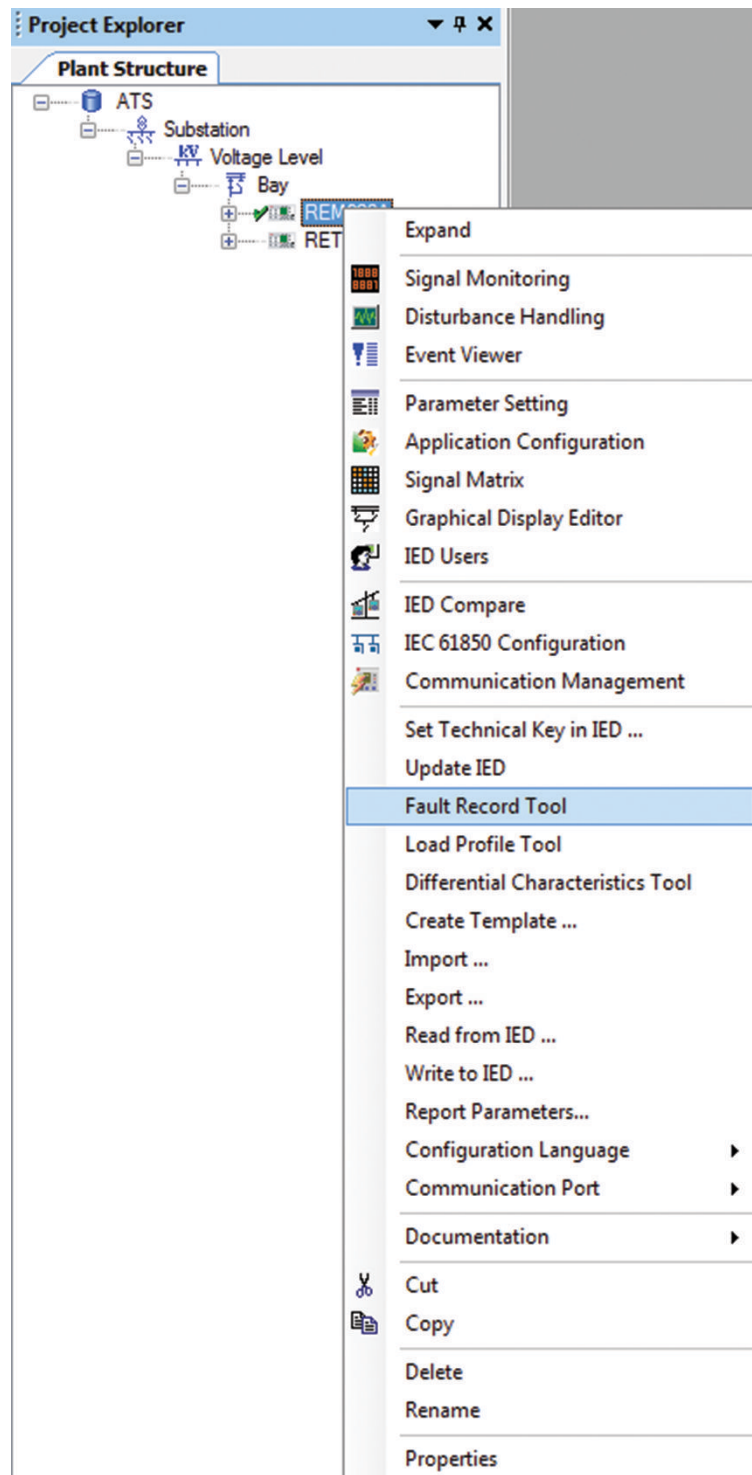 Project Explorer
Plant Structure
ATS
Substation
Voltage Level
Bay
RET
Expand
Signal Monitoring
Disturbance Handling
Event Viewer
Parameter Setting
Application Configuration
Signal Matrix
Graphical Display Editor
IED Users
IED Compare
IEC 61850 Configuration
Communication Management
Set Technical Key in IED ...
Update IED
Fault Record Tool
Load Profile Tool
Differential Characteristics Tool
Create Template ...
Import ...
Export ...
Read from IED ...
Write to IED ...
Report Parameters...
Configuration Language
Communication Port
Documentation
Cut
Copy
Delete
Rename
Properties